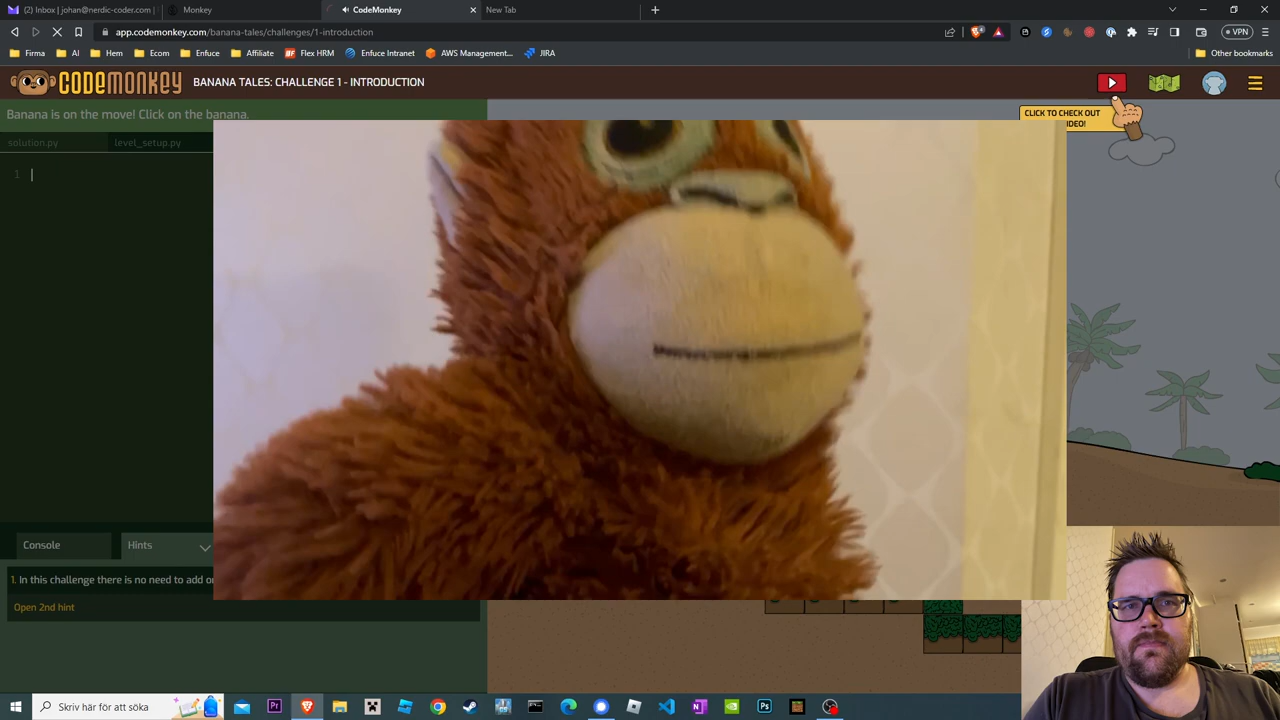 (2) Inbox | johan@nerdic-coder.com |
Monkey
CodeMonkey
New Tab
app.codemonkey.com/banana-tales/challenges/1-introduction
VPN
Firma
AI
Hem
Ecom
Enfuce
Affiliate
Flex HRM
Enfuce Intranet
AWS Management...
JIRA
Other bookmarks
CODEMONKEY
BANANA TALES: CHALLENGE 1 - INTRODUCTION
Banana is on the move! Click on the banana.
CLICK TO CHECK OUT
solution.py
level_setup.py
1
Console
Hints
1. In this challenge there is no need to add
Open 2nd hint
Skriv här för att söka